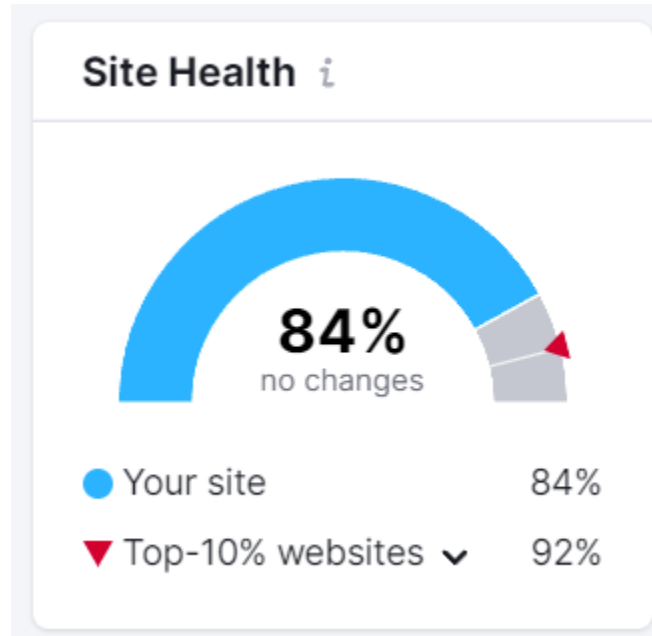 Site Health i
84%
no changes
Your site 84%
Top-10% websites 92%